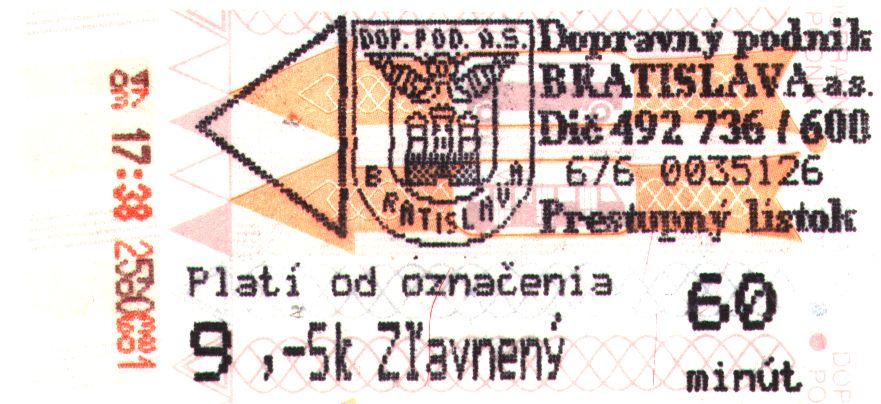 DOP. POD. A.S.
BRATISLAVA
Dopravný podnik
BRATISLAVA a.s.
Dič 492 736 / 600
676 0035126
Prestupný lístok
Platí od označenia
60
minút
9,-Sk Zľavnený
17:38